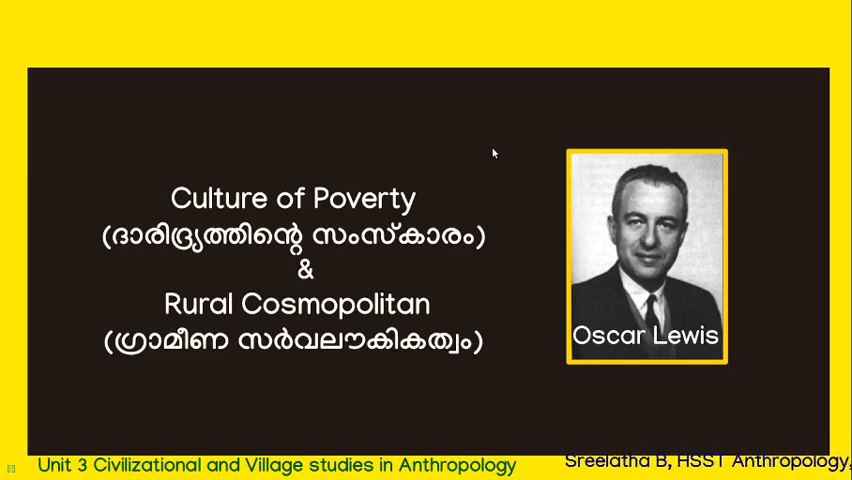 Culture of Poverty
(ദാരിദ്ര്യത്തിന്റെ സംസ്കാരം)
&
Rural Cosmopolitan
(ഗ്രാമീണ സർവലൗകികത്വം)
Oscar Lewis
Unit 3 Civilizational and Village studies in Anthropology
Sreelatha B, HSST Anthropology,